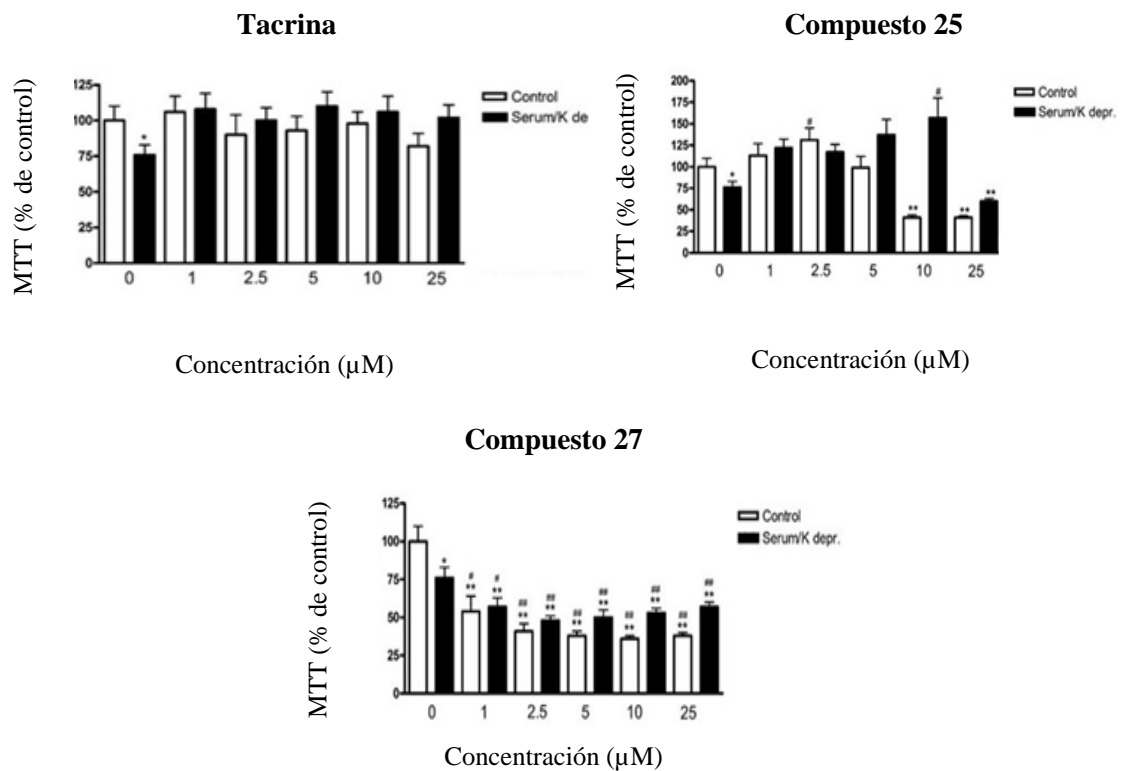 Tacrina
Compuesto 25
MTT (% de control)
125
100
75
50
25
0
*
Control
Serum/K de
0 1 2.5 5 10 25
Concentración (µM)
MTT (% de control)
200
175
150
125
100
75
50
25
0
* # ** # ** **
Control
Serum/K depr.
0 1 2.5 5 10 25
Concentración (µM)
Compuesto 27
MTT (% de control)
125
100
75
50
25
0
# # ## ## ## ## ## ## ## ##
* ** ** ** ** ** ** ** ** ** **
Control
Serum/K depr.
0 1 2.5 5 10 25
Concentración (µM)